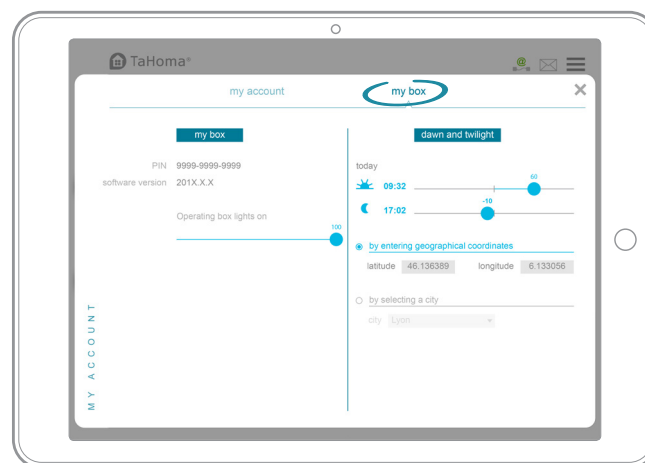 TaHoma®
@
my account
my box
my box
PIN 9999-9999-9999
software version 201X.X.X
Operating box lights on
100
dawn and twilight
today
60
09:32
-10
17:02
by entering geographical coordinates
latitude 46.136389 longitude 6.133056
by selecting a city
city Lyon
MY ACCOUNT